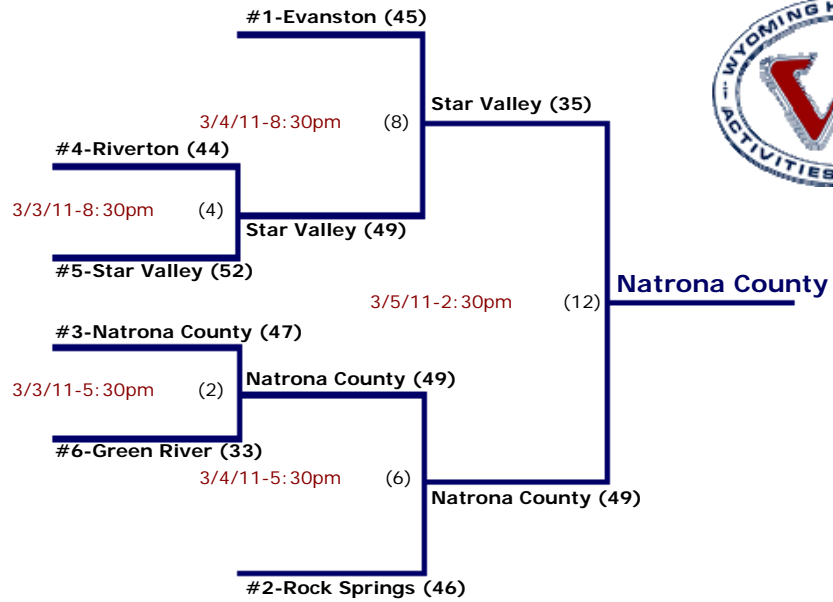 #1-Evanston (45)
WYOMING H
ACTIVITIES
Star Valley (35)
3/4/11-8:30pm (8)
#4-Riverton (44)
3/3/11-8:30pm (4)
Star Valley (49)
#5-Star Valley (52)
Natrona County
3/5/11-2:30pm (12)
#3-Natrona County (47)
Natrona County (49)
3/3/11-5:30pm (2)
#6-Green River (33)
3/4/11-5:30pm (6)
Natrona County (49)
#2-Rock Springs (46)